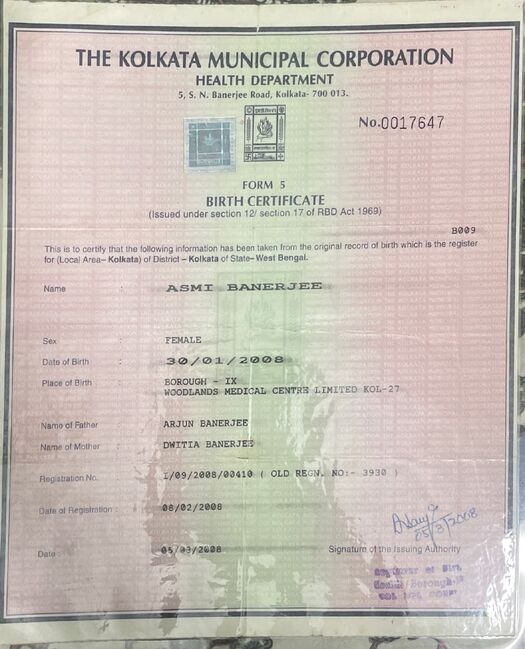 THE KOLKATA MUNICIPAL CORPORATION
HEALTH DEPARTMENT
5, S. N. Banerjee Road, Kolkata- 700 013.
No.0017647
FORM 5
BIRTH CERTIFICATE
(Issued under section 12/ section 17 of RBD Act 1969)
B009
This is to certify that the following information has been taken from the original record of birth which is the register
for (Local Area– Kolkata) of District – Kolkata of State– West Bengal.
Name : ASMI BANERJEE
Sex : FEMALE
Date of Birth : 30/01/2008
Place of Birth : BOROUGH - IX
WOODLANDS MEDICAL CENTRE LIMITED KOL-27
Name of Father : ARJUN BANERJEE
Name of Mother : DWITIA BANERJEE
Registration No. : I/09/2008/00410 ( OLD REGN. NO:- 3930 )
Date of Registration : 08/02/2008
05/3/2008
Date : 05/03/2008
Signature of the Issuing Authority